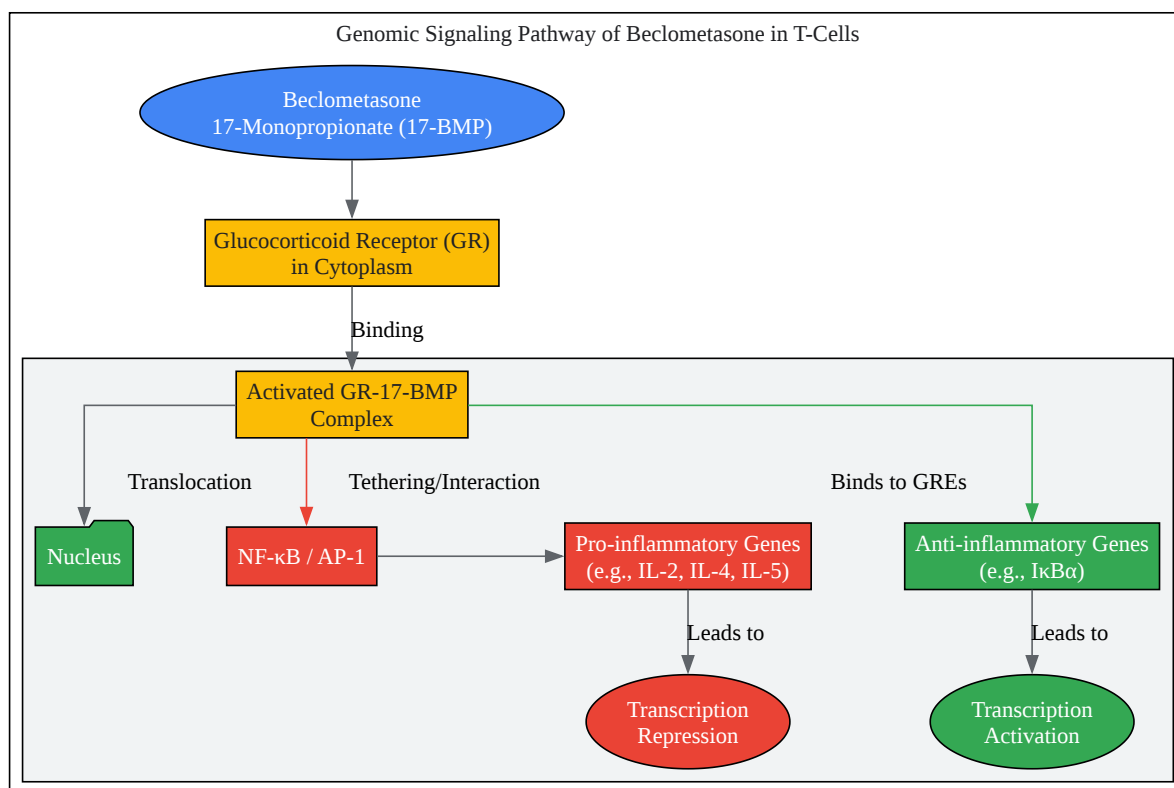 Genomic Signaling Pathway of Beclometasone in T-Cells
Beclometasone
17-Monopropionate (17-BMP)
Glucocorticoid Receptor (GR)
in Cytoplasm
Binding
Activated GR-17-BMP
Complex
Translocation
Tethering/Interaction
Binds to GREs
Nucleus
NF-κB / AP-1
Pro-inflammatory Genes
(e.g., IL-2, IL-4, IL-5)
Anti-inflammatory Genes
(e.g., IκBα)
Leads to
Leads to
Transcription
Repression
Transcription
Activation